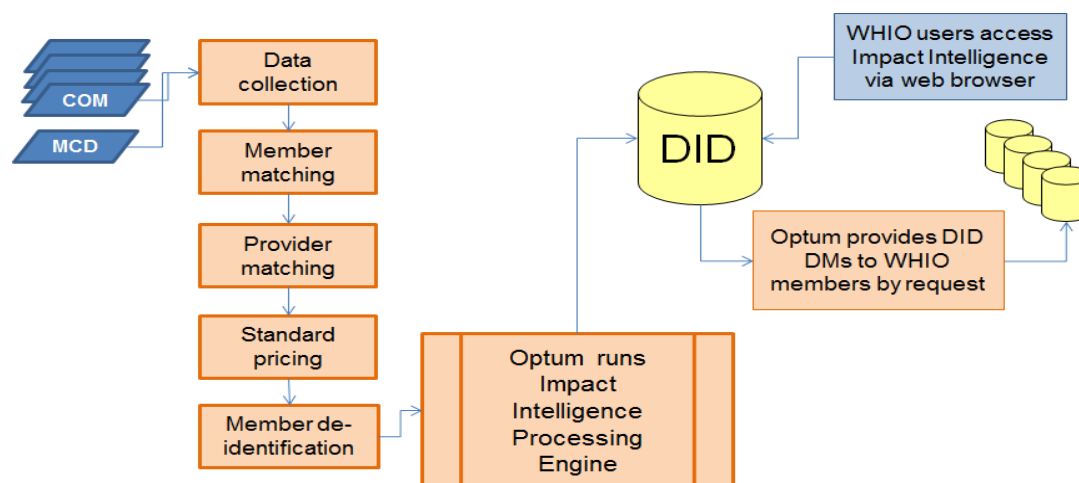 COM
MCD
Data
collection
Member
matching
Provider
matching
Standard
pricing
Member de-
identification
Optum runs
Impact
Intelligence
Processing
Engine
DID
WHIO users access
Impact Intelligence
via web browser
Optum provides DID
DMs to WHIO
members by request